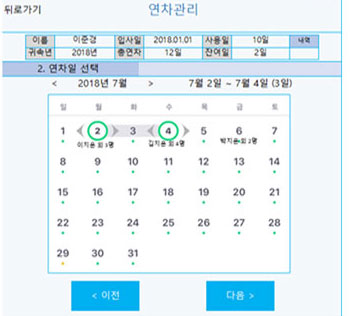 뒤로가기
연차관리
이름 이준경 입사일 2018.01.01 사용일 10일 내역
귀속년 2018년 총연차 12일 잔여일 2일
2. 연차일 선택
< 2018년 7월 > 7월 2일 ~ 7월 4일 (3일)
일 월 화 수 목 금 토
1 2 3 4 5 6 7
이지은 외 3명 김지은 외 4명 박지은외 2명
8 9 10 11 12 13 14
15 16 17 18 19 20 21
22 23 24 25 26 27 28
29 30 31
< 이전 다음 >